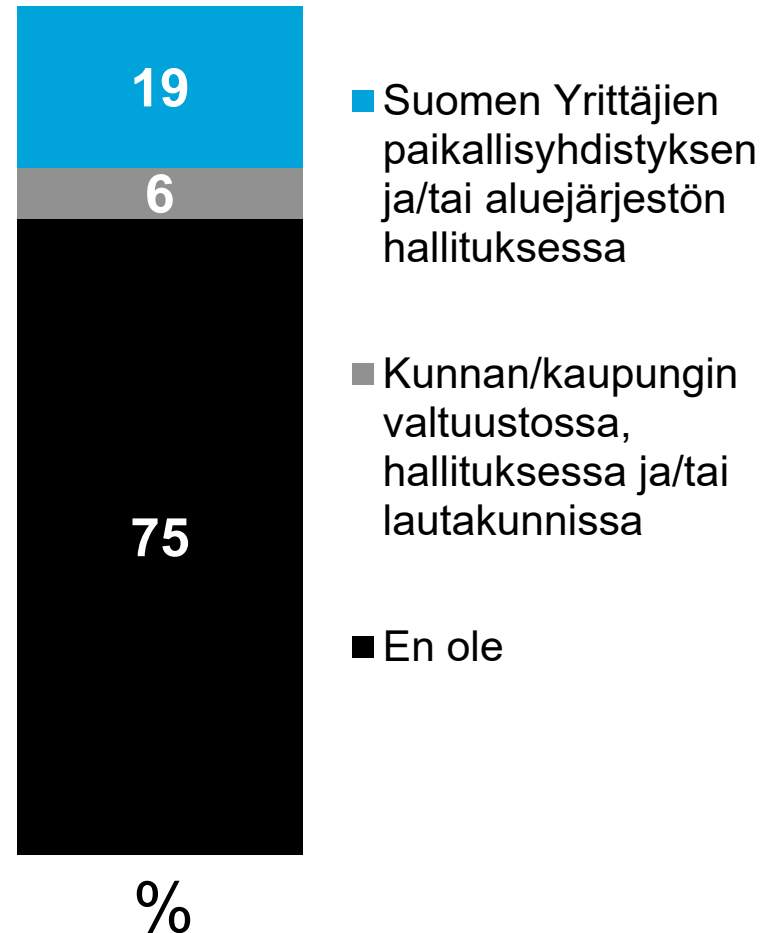 19
6
75
%
Suomen Yrittäjien
paikallisyhdistyksen
ja/tai aluejärjestön
hallituksessa
Kunnan/kaupungin
valtuustossa,
hallituksessa ja/tai
lautakunnissa
En ole